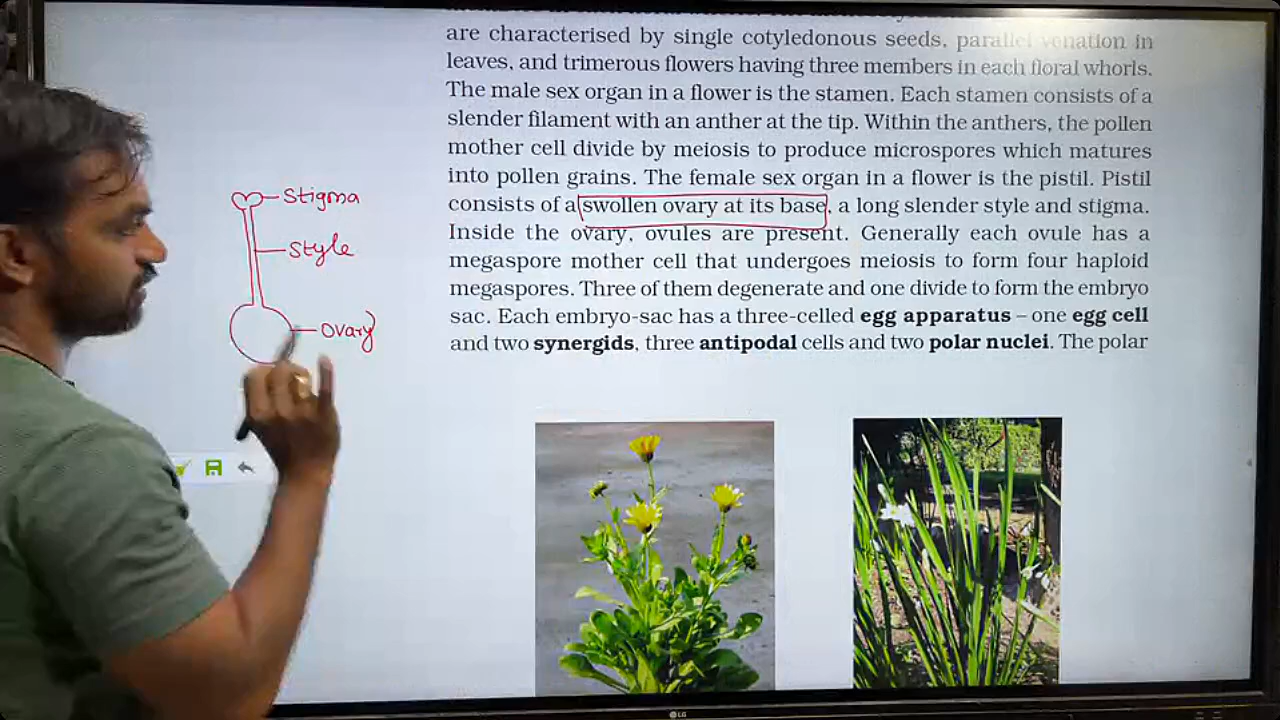 are characterised by single cotyledonous seeds, parallel venation in
leaves, and trimerous flowers having three members in each floral whorls.
The male sex organ in a flower is the stamen. Each stamen consists of a
slender filament with an anther at the tip. Within the anthers, the pollen
mother cell divide by meiosis to produce microspores which matures
into pollen grains. The female sex organ in a flower is the pistil. Pistil
consists of a swollen ovary at its base, a long slender style and stigma.
Inside the ovary, ovules are present. Generally each ovule has a
megaspore mother cell that undergoes meiosis to form four haploid
megaspores. Three of them degenerate and one divide to form the embryo
sac. Each embryo-sac has a three-celled egg apparatus – one egg cell
and two synergids, three antipodal cells and two polar nuclei. The polar
Stigma
Style
Ovary
LG